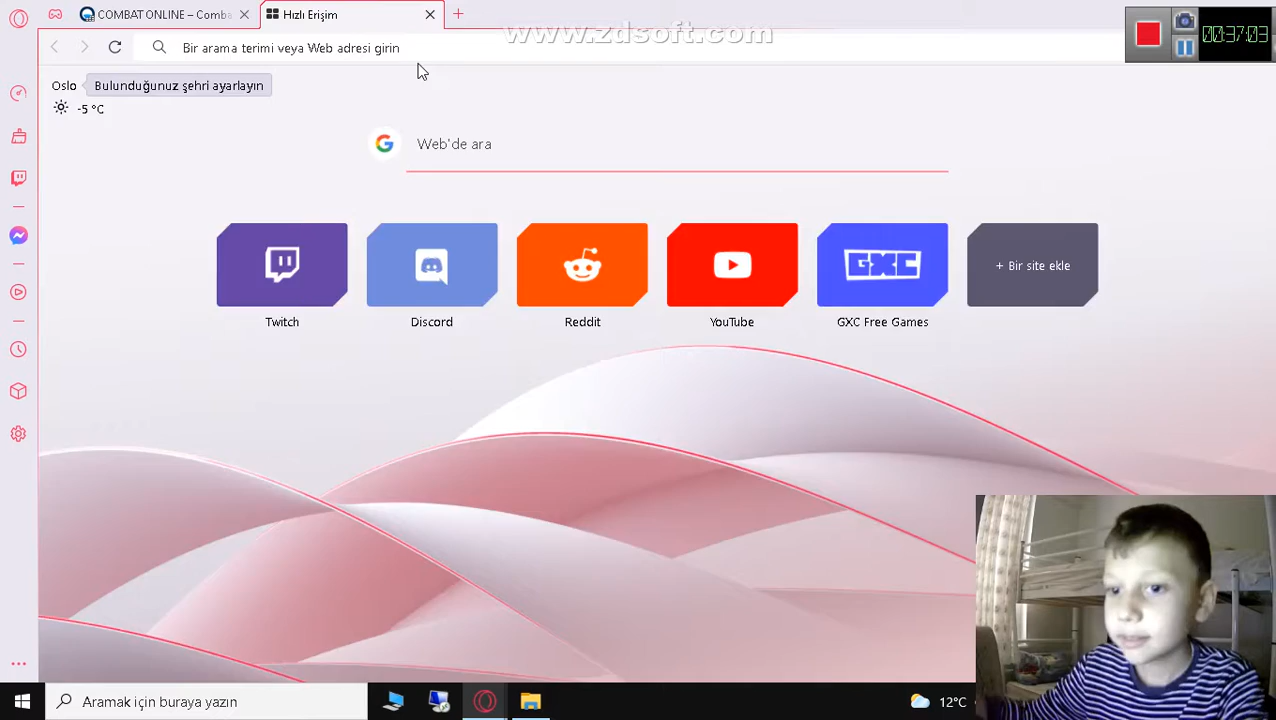 COMBAT ONLINE – Comba
Hızlı Erişim
www.zdsoft.com
00:37:03
Bir arama terimi veya Web adresi girin
Oslo
Bulunduğunuz şehri ayarlayın
-5 °C
Web'de ara
GXC
+ Bir site ekle
Twitch
Discord
Reddit
YouTube
GXC Free Games
Aramak için buraya yazın
12°C